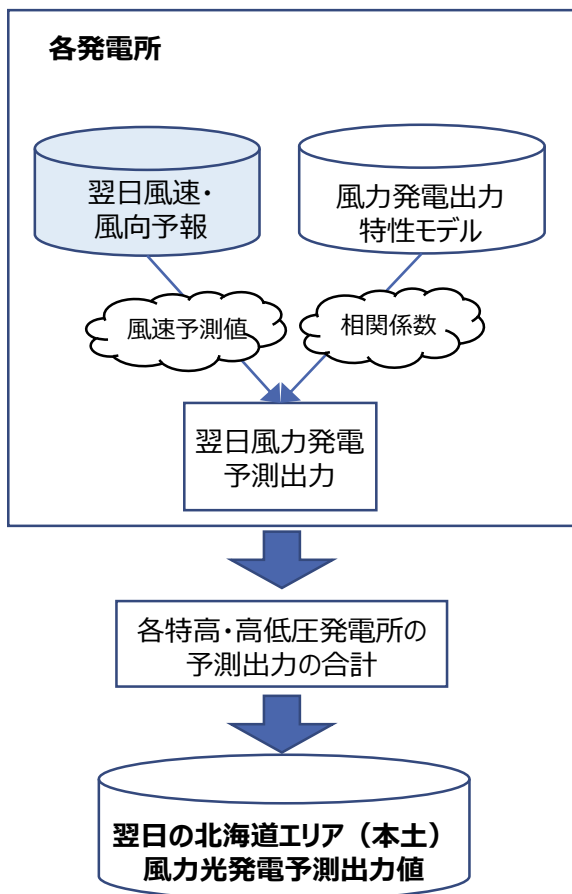 各発電所
翌日風速・
風向予報
風力発電出力
特性モデル
風速予測値
相関係数
翌日風力発電
予測出力
各特高・高低圧発電所の
予測出力の合計
翌日の北海道エリア（本土）
風力光発電予測出力値